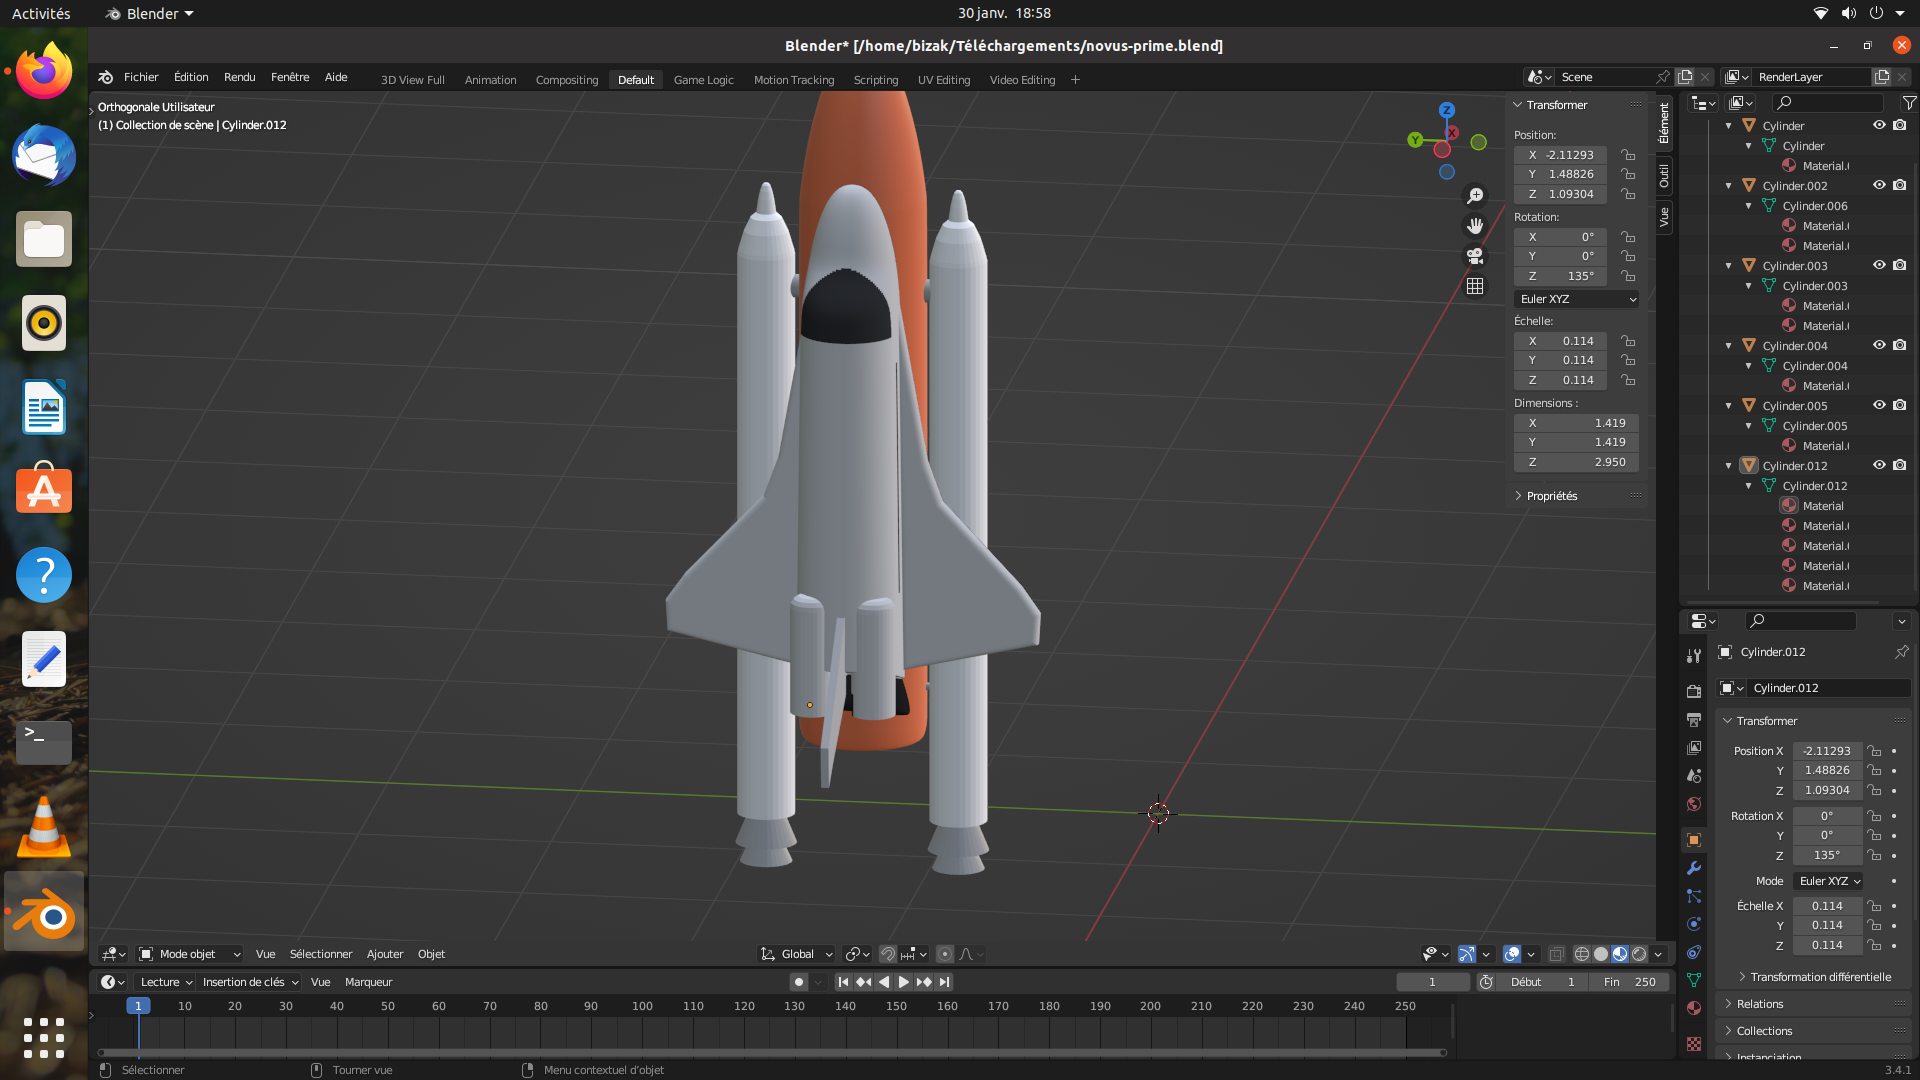 Activités
Blender
30 janv. 18:58
Blender* [/home/bizak/Téléchargements/novus-prime.blend]
Fichier Édition Rendu Fenêtre Aide
3D View Full Animation Compositing Default Game Logic Motion Tracking Scripting UV Editing Video Editing +
Scene
RenderLayer
Orthogonale Utilisateur
(1) Collection de scène | Cylinder.012
Z
Y
X
Transformer
Position:
X -2.11293
Y 1.48826
Z 1.09304
Rotation:
X 0°
Y 0°
Z 135°
Euler XYZ
Échelle:
X 0.114
Y 0.114
Z 0.114
Dimensions :
X 1.419
Y 1.419
Z 2.950
Propriétés
Élément
Outil
Vue
Cylinder
Cylinder
Material.(
Cylinder.002
Cylinder.006
Material.(
Material.(
Cylinder.003
Cylinder.003
Material.(
Material.(
Cylinder.004
Cylinder.004
Material.(
Cylinder.005
Cylinder.005
Material.(
Cylinder.012
Cylinder.012
Material
Material.(
Material.(
Material.(
Material.(
Cylinder.012
Cylinder.012
Transformer
Position X -2.11293
Y 1.48826
Z 1.09304
Rotation X 0°
Y 0°
Z 135°
Mode Euler XYZ
Échelle X 0.114
Y 0.114
Z 0.114
Transformation différentielle
Relations
Collections
Instanciation
Mode objet Vue Sélectionner Ajouter Objet
Global
Lecture Insertion de clés Vue Marqueur
1 Début 1 Fin 250
1 10 20 30 40 50 60 70 80 90 100 110 120 130 140 150 160 170 180 190 200 210 220 230 240 250
Sélectionner
Tourner vue
Menu contextuel d'objet
3.4.1